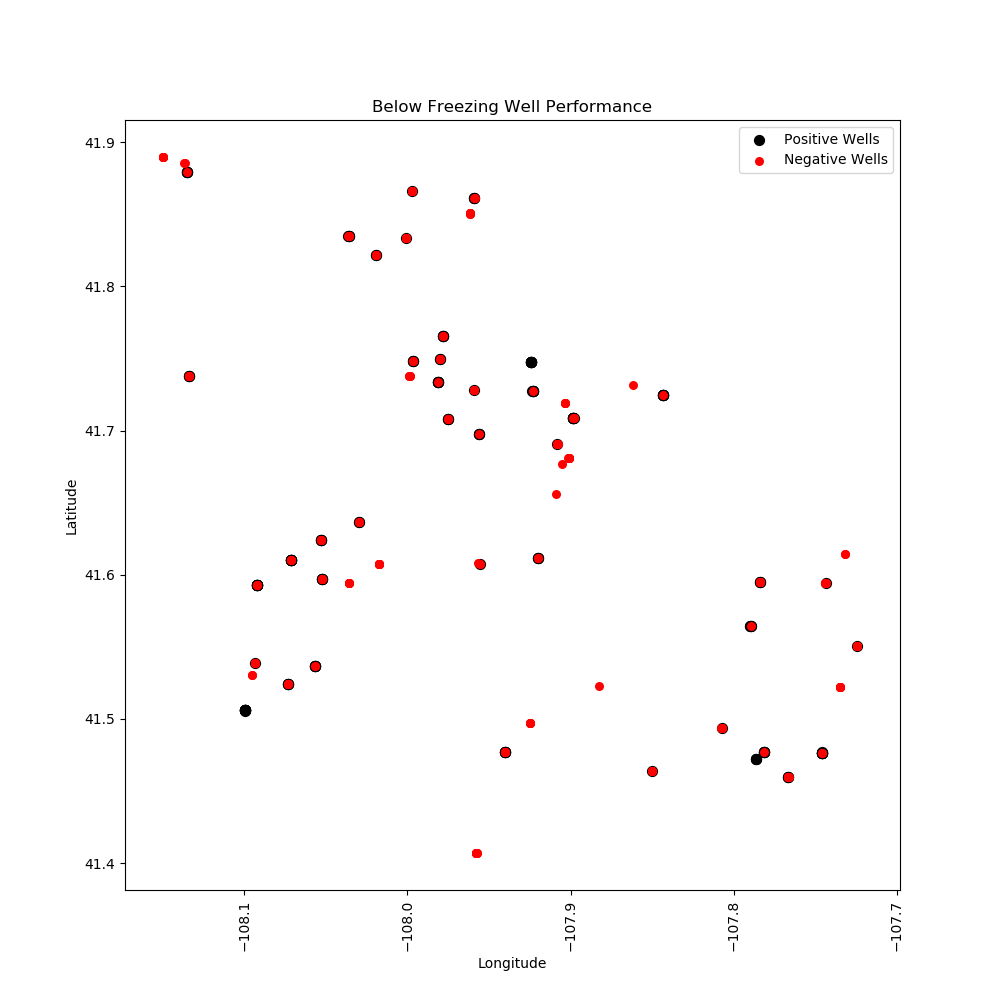 Below Freezing Well Performance
Positive Wells
Negative Wells
41.9
41.8
41.7
41.6
41.5
41.4
Latitude
−108.1
−108.0
−107.9
−107.8
−107.7
Longitude